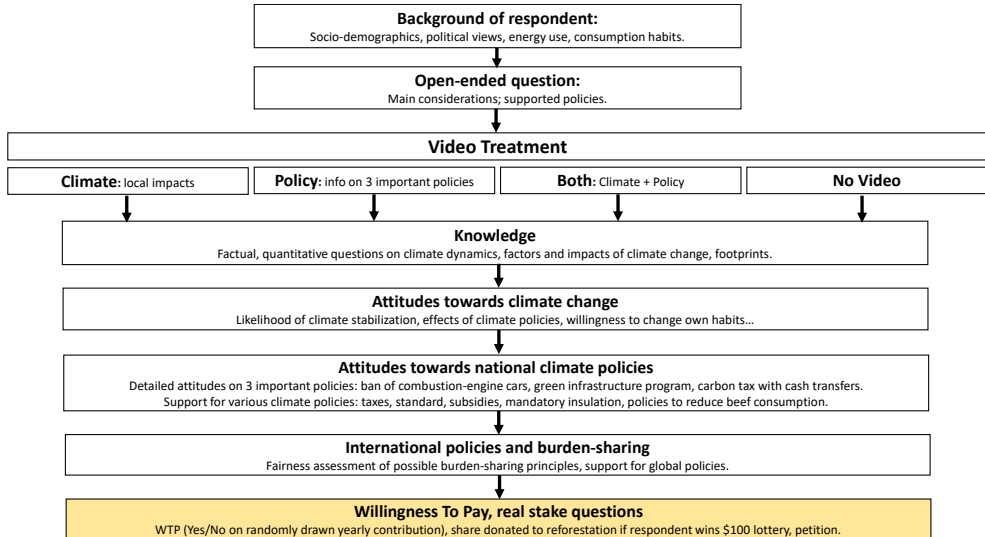 Background of respondent:
Socio-demographics, political views, energy use, consumption habits.
Open-ended question:
Main considerations; supported policies.
Video Treatment
Climate: local impacts
Policy: info on 3 important policies
Both: Climate + Policy
No Video
Knowledge
Factual, quantitative questions on climate dynamics, factors and impacts of climate change, footprints.
Attitudes towards climate change
Likelihood of climate stabilization, effects of climate policies, willingness to change own habits…
Attitudes towards national climate policies
Detailed attitudes on 3 important policies: ban of combustion-engine cars, green infrastructure program, carbon tax with cash transfers.
Support for various climate policies: taxes, standard, subsidies, mandatory insulation, policies to reduce beef consumption.
International policies and burden-sharing
Fairness assessment of possible burden-sharing principles, support for global policies.
Willingness To Pay, real stake questions
WTP (Yes/No on randomly drawn yearly contribution), share donated to reforestation if respondent wins $100 lottery, petition.